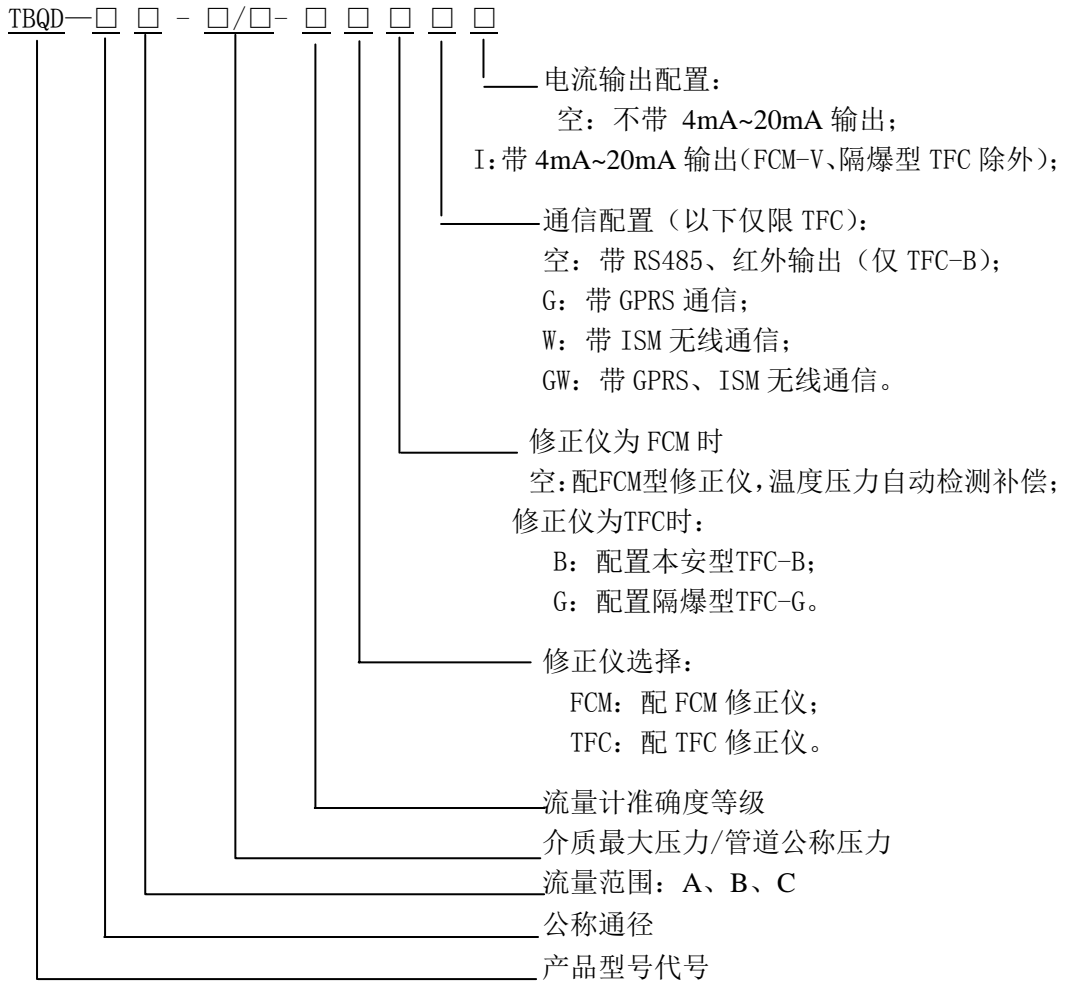 TBQD—□ □ - □/□- □ □ □ □ □
电流输出配置：
空：不带 4mA~20mA 输出；
I：带 4mA~20mA 输出（FCM-V、隔爆型 TFC 除外）；
通信配置（以下仅限 TFC）：
空：带 RS485、红外输出（仅 TFC-B）；
G：带 GPRS 通信；
W：带 ISM 无线通信；
GW：带 GPRS、ISM 无线通信。
修正仪为 FCM 时
空：配FCM型修正仪，温度压力自动检测补偿；
修正仪为TFC时：
B：配置本安型TFC-B；
G：配置隔爆型TFC-G。
修正仪选择：
FCM：配 FCM 修正仪；
TFC：配 TFC 修正仪。
流量计准确度等级
介质最大压力/管道公称压力
流量范围：A、B、C
公称通径
产品型号代号